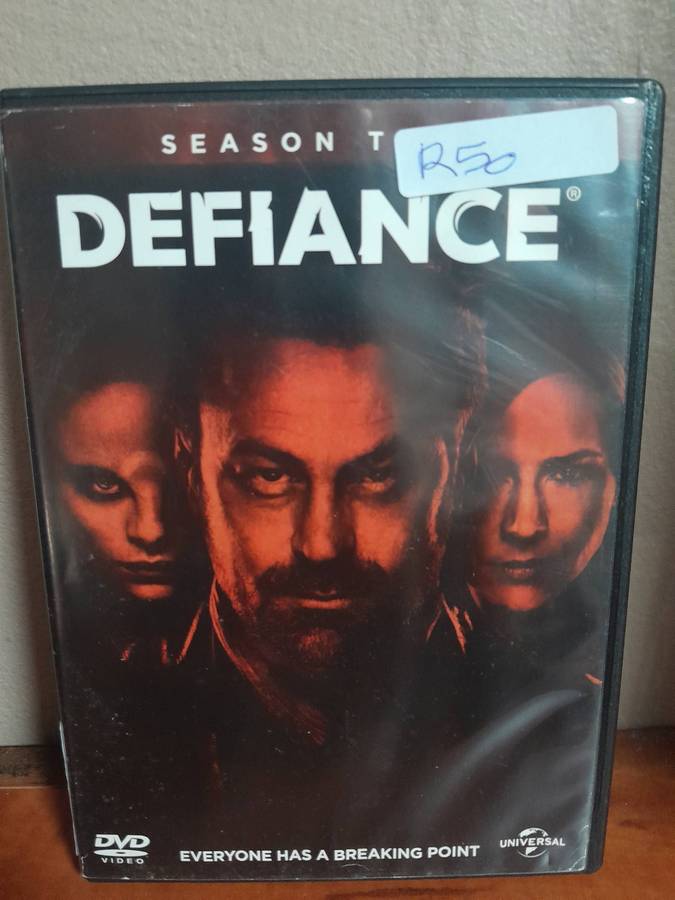 SEASON T
R50
DEFIANCE®
DVD
VIDEO
EVERYONE HAS A BREAKING POINT
UNIVERSAL